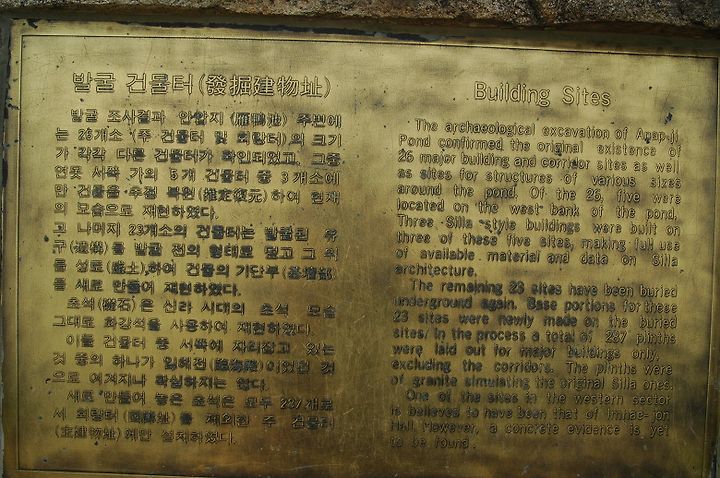 발굴 건물터(發掘建物址)
발굴 조사결과 안압지(雁鴨池) 주변에
는 26개소 (주 건물터 및 회랑터)의 크기
가 각각 다른 건물터가 확인되었고, 그중
연못 서쪽 가의 5개 건물터 중 3개소에
만 건물을 추정 복원(推定復元)하여 현재
의 모습으로 재현하였다.
그 나머지 23개소의 건물터는 발굴된 유
구(遺構)를 발굴 전의 형태로 덮고 그 위
를 성토(盛土)하여 건물의 기단부(基壇部)
를 새로 만들어 재현하였다.
초석(礎石)은 신라 시대의 초석 모습
그대로 화강석을 사용하여 재현하였다.
이들 건물터 중 서쪽에 자리잡고 있는
것 중의 하나가 임해전(臨海殿)이었던 것
으로 여겨지나 확실하지는 않다.
새로 만들어 놓은 초석은 모두 237개로
서 회랑터(回廊址)를 제외한 주 건물터
(主建物址)에만 설치하였다.
Building Sites
The archaeological excavation of Anap-ji
Pond confirmed the original existence of
26 major building and corridor sites as well
as sites for structures of various sizes
around the pond. Of the 26, five were
located on the west bank of the pond.
Three Silla-style buildings were built on
three of these five sites, making full use
of available material and data on Silla
architecture.
The remaining 23 sites have been buried
underground again. Base portions for these
23 sites were newly made on the buried
sites. In the process a total of 237 plinths
were laid out for major buildings only,
excluding the corridors. The plinths were
of granite simulating the original Silla ones.
One of the sites in the western sector
is believed to have been that of Imhae-jon
Hall. However, a concrete evidence is yet
to be found.